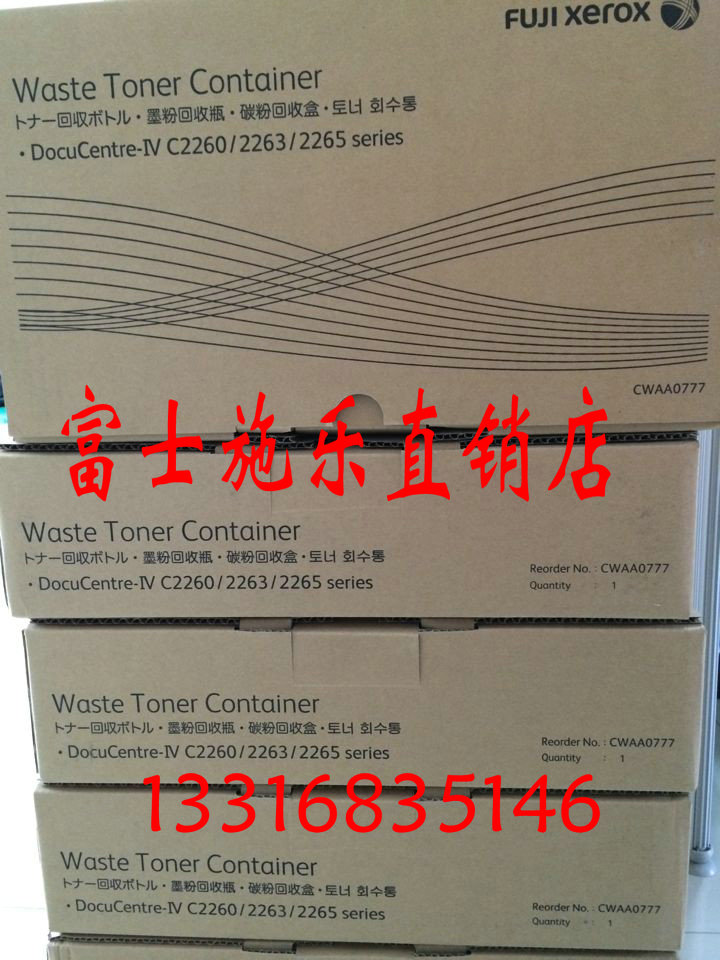 FUJI xerox
Waste Toner Container
トナー回収ボトル・墨粉回收瓶・碳粉回收盒・토너 회수통
・DocuCentre-IV C2260/2263/2265 series
CWAA0777
富士施乐直销店
Waste Toner Container
トナー回収ボトル・墨粉回收瓶・碳粉回收盒・토너 회수통
・DocuCentre-IV C2260/2263/2265 series
Reorder No. : CWAA0777
Quantity : 1
Waste Toner Container
トナー回収ボトル・墨粉回收瓶・碳粉回收盒・토너 회수통
・DocuCentre-IV C2260/2263/2265 series
Reorder No. : CWAA0777
Quantity : 1
13316835146
Waste Toner Container
トナー回収ボトル・墨粉回收瓶・碳粉回收盒・토너 회수통
・DocuCentre-IV C2260/2263/2265 series
Reorder No. : CWAA0777
Quantity : 1